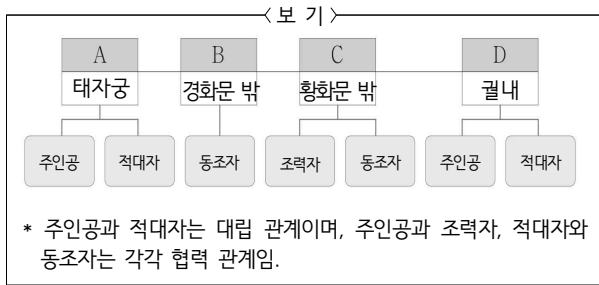 〈보 기〉
A B C D
태자궁 경화문 밖 황화문 밖 궐내
주인공 적대자 동조자 조력자 동조자 주인공 적대자
* 주인공과 적대자는 대립 관계이며, 주인공과 조력자, 적대자와
동조자는 각각 협력 관계임.